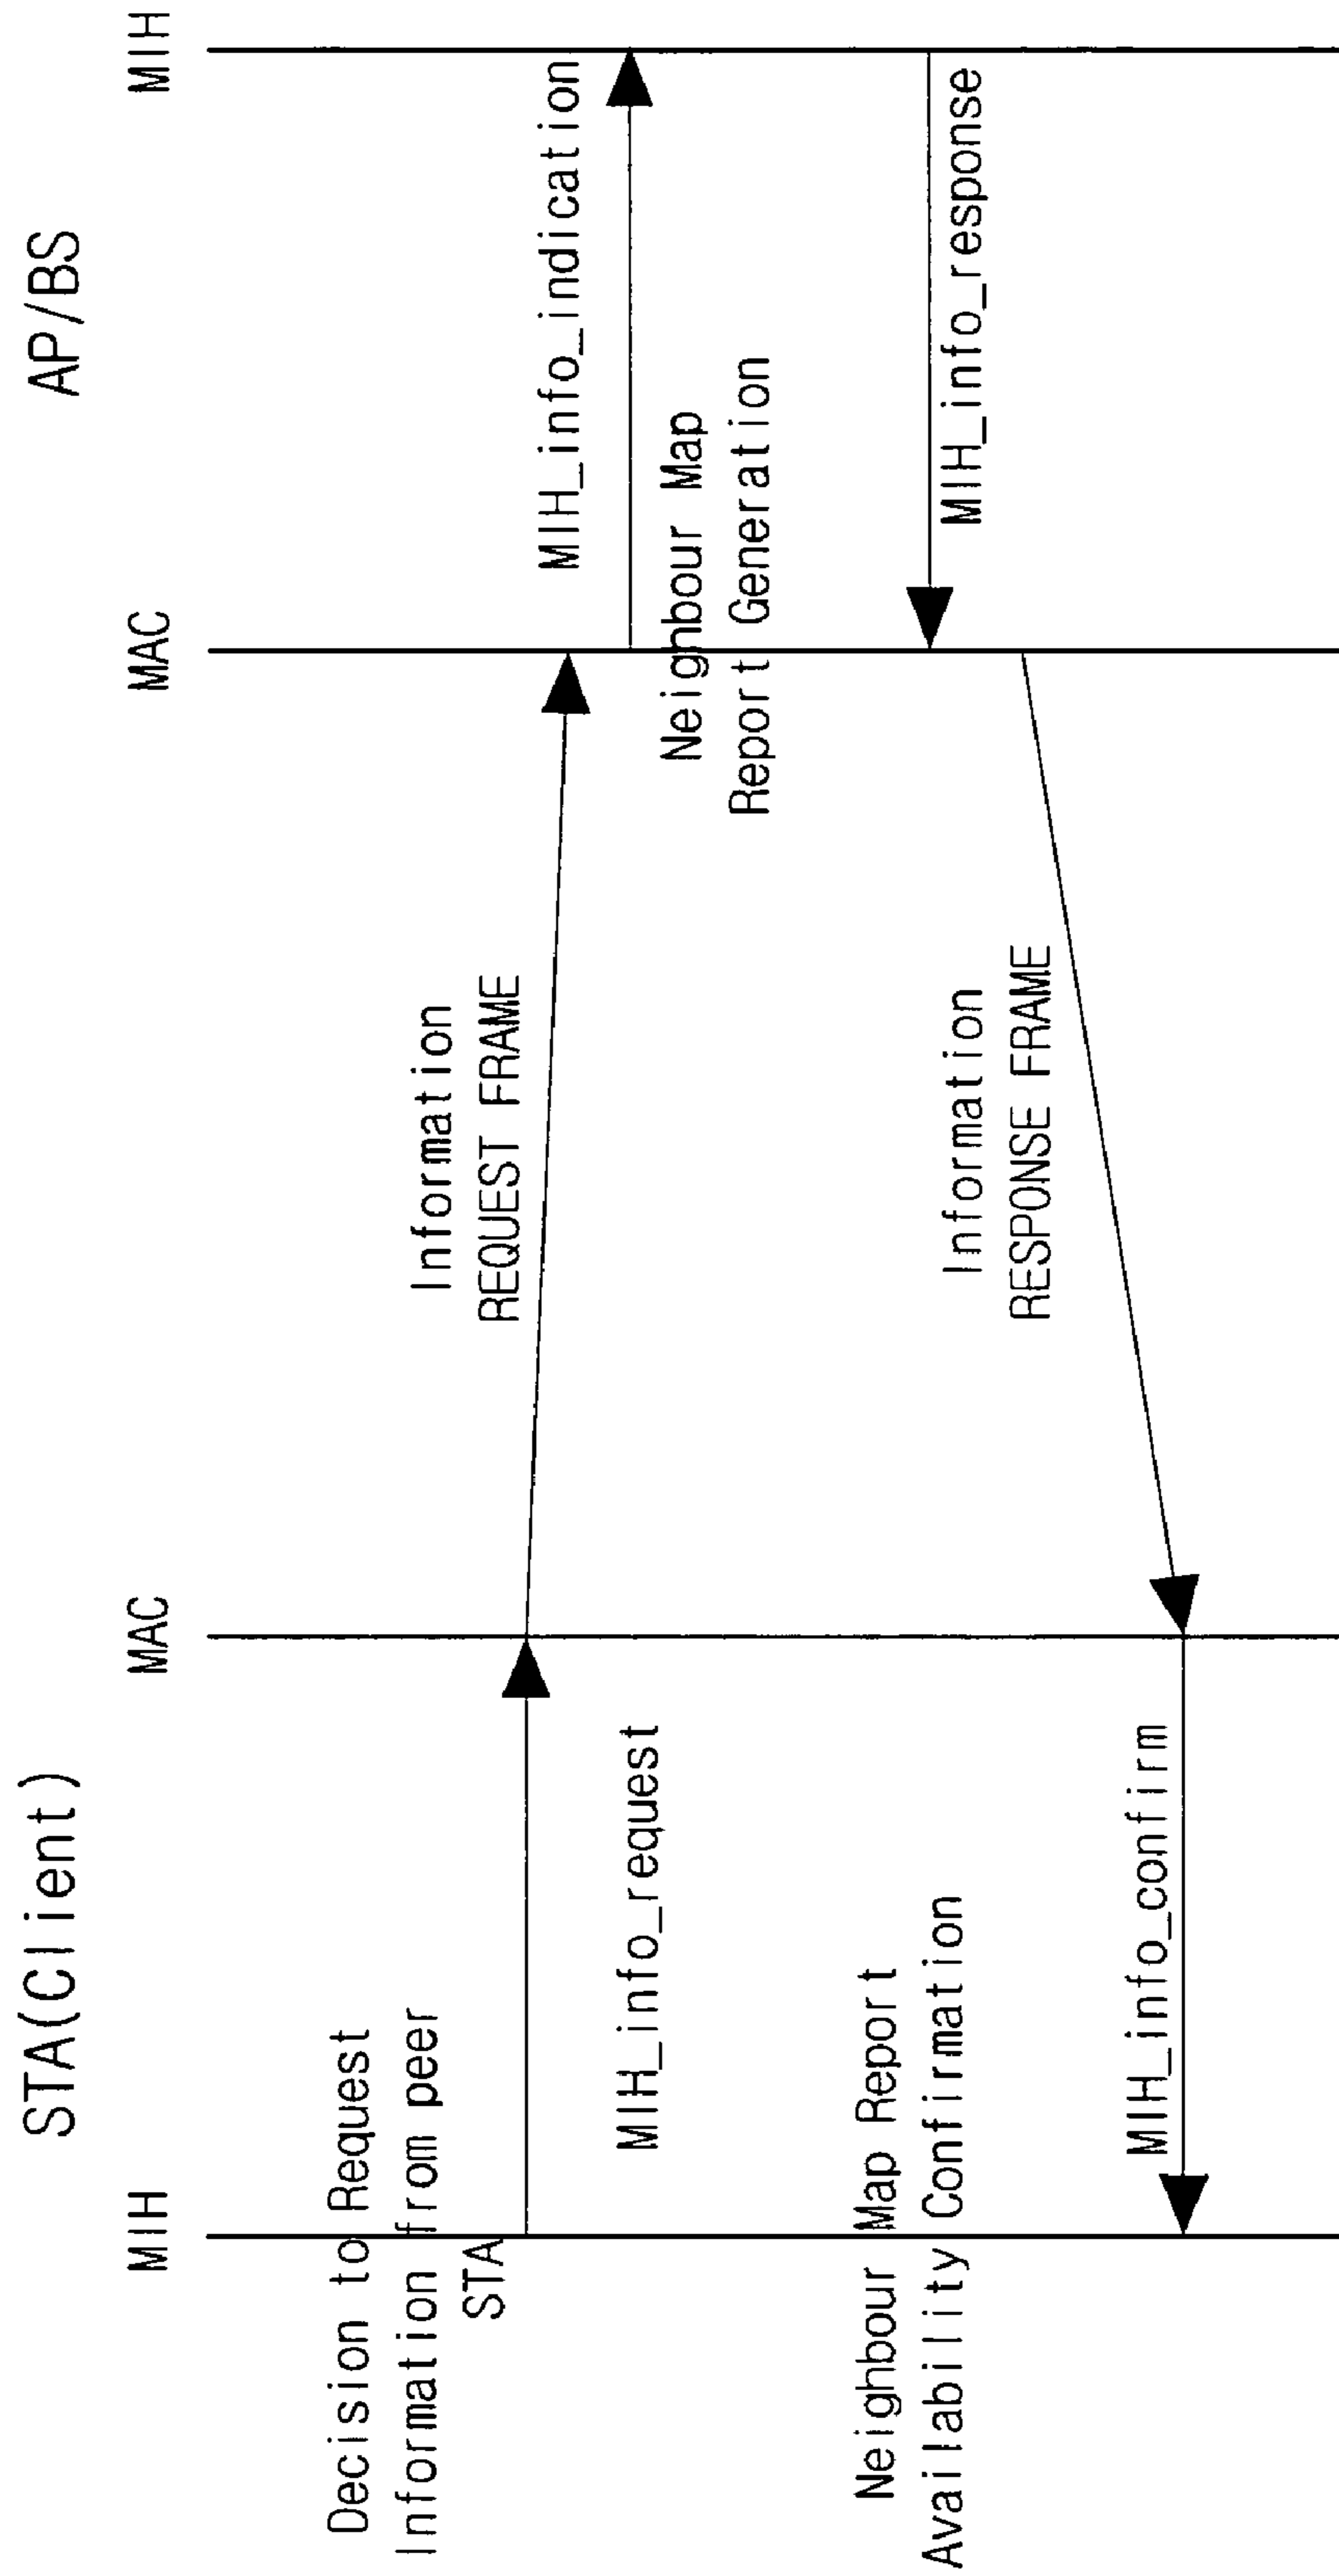 STA(Client)
AP/BS
MIH
MAC
MAC
MIH
Decision to Request
Information from peer
STA
Information
REQUEST FRAME
MIH_info_indication
MIH_info_request
Neighbour Map
Report Generation
Neighbour Map Report
Availability Confirmation
Information
RESPONSE FRAME
MIH_info_response
MIH_info_confirm